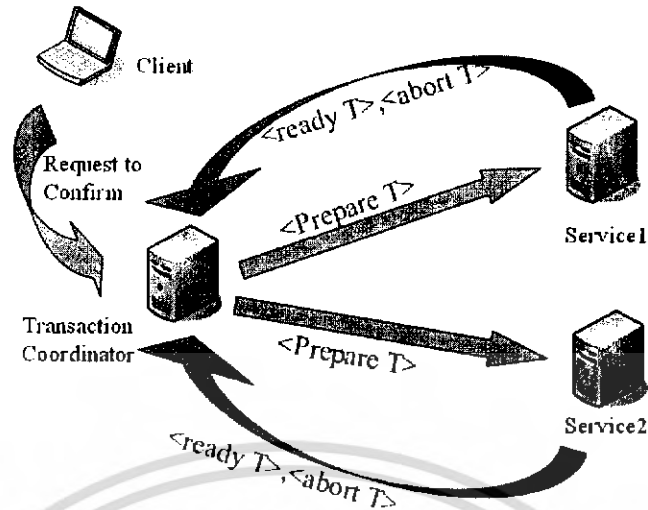 Client
<ready T>,<abort T>
Request to
Confirm
<Prepare T>
Service1
Transaction
Coordinator
<Prepare T>
Service2
<ready T>,<abort T>